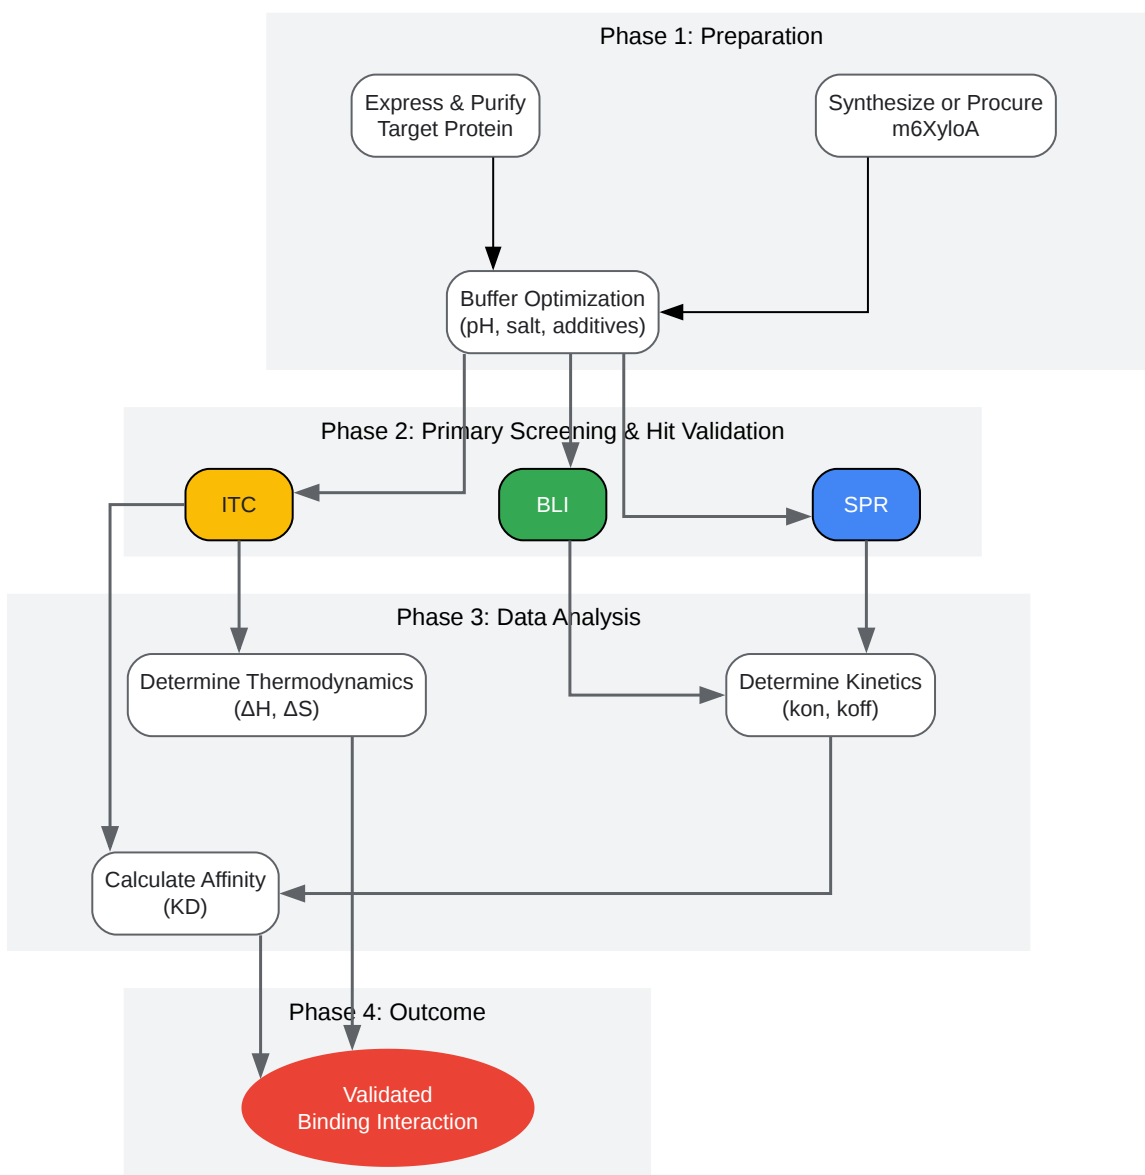 Phase 1: Preparation
Express & Purify
Target Protein
Synthesize or Procure
m6XyloA
Buffer Optimization
(pH, salt, additives)
Phase 2: Primary Screening & Hit Validation
ITC
BLI
SPR
Phase 3: Data Analysis
Determine Thermodynamics
(ΔH, ΔS)
Determine Kinetics
(kon, koff)
Calculate Affinity
(KD)
Phase 4: Outcome
Validated
Binding Interaction